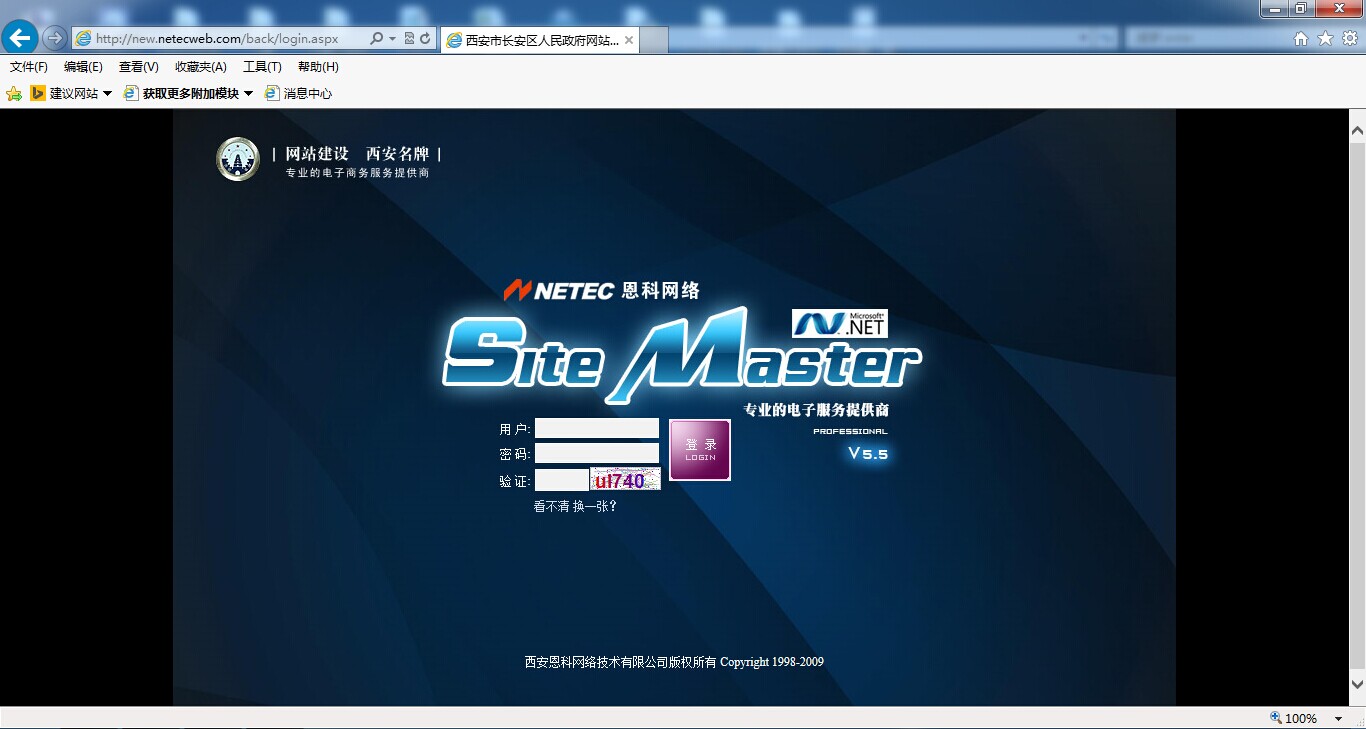 http://new.netecweb.com/back/login.aspx
西安市长安区人民政府网站...
文件(F) 编辑(E) 查看(V) 收藏夹(A) 工具(T) 帮助(H)
建议网站 获取更多附加模块 消息中心
| 网站建设 西安名牌 |
专业的电子商务服务提供商
NETEC 恩科网络
Microsoft
.NET
Site Master
专业的电子服务提供商
PROFESSIONAL
V5.5
用 户:
密 码:
登 录
LOGIN
验 证:
ul740
看不清 换一张?
西安恩科网络技术有限公司版权所有 Copyright 1998-2009
100%